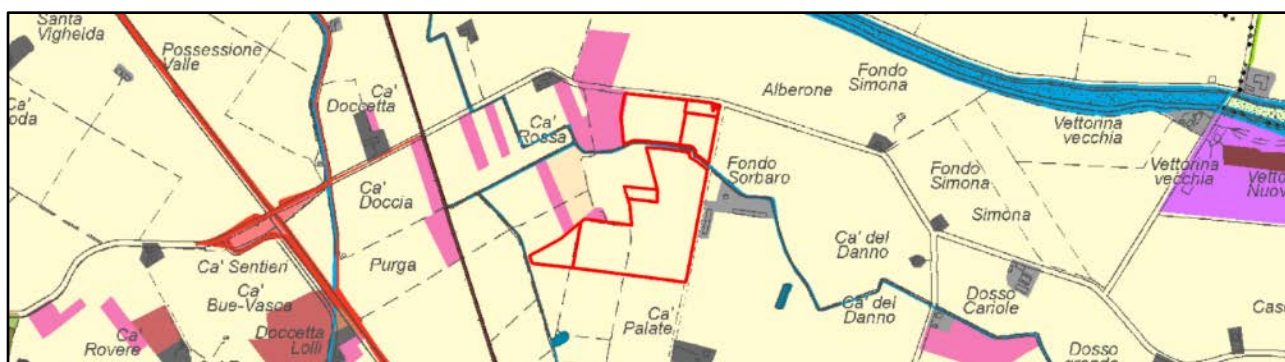 Santa
Vighelda
Possessione
Valle
Ca'
Doccetta
Ca'
Rossa
Alberone
Fondo
Simona
Vettorina
vecchia
Vettorina
vecchia
Fondo
Sorbaro
Fondo
Simona
Simona
Ca'
Doccia
Purga
Ca' Sentieri
Ca'
Bue-Vasca
Doccetta
Lolli
Ca'
Rovere
Ca'
Palate
Ca' del
Danno
Ca' del
Danno
Dosso
Cariole
Dosso